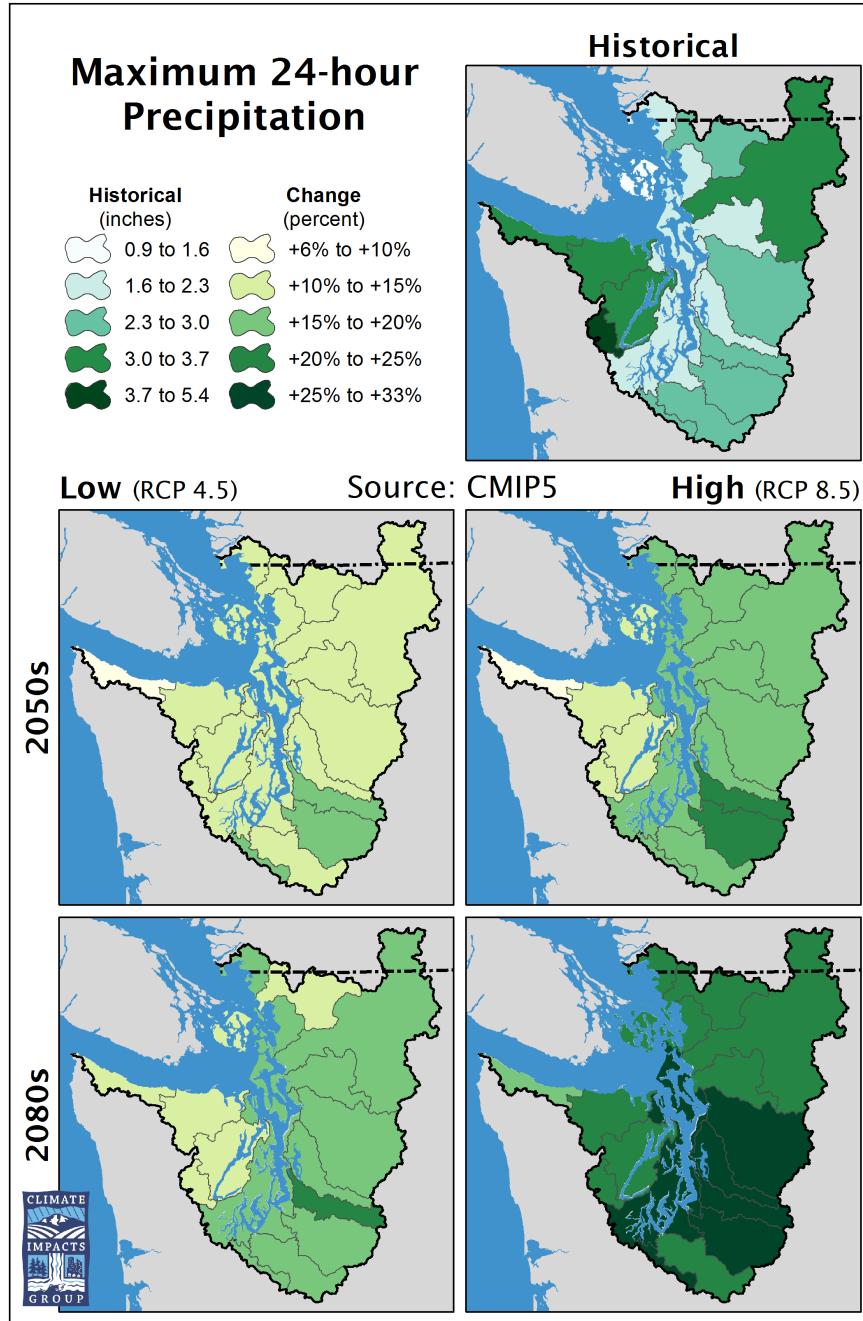 Maximum 24-hour
Precipitation
Historical
Historical
(inches)
Change
(percent)
0.9 to 1.6
+6% to +10%
1.6 to 2.3
+10% to +15%
2.3 to 3.0
+15% to +20%
3.0 to 3.7
+20% to +25%
3.7 to 5.4
+25% to +33%
Low (RCP 4.5)
Source: CMIP5
High (RCP 8.5)
2050s
2080s
CLIMATE
IMPACTS
GROUP